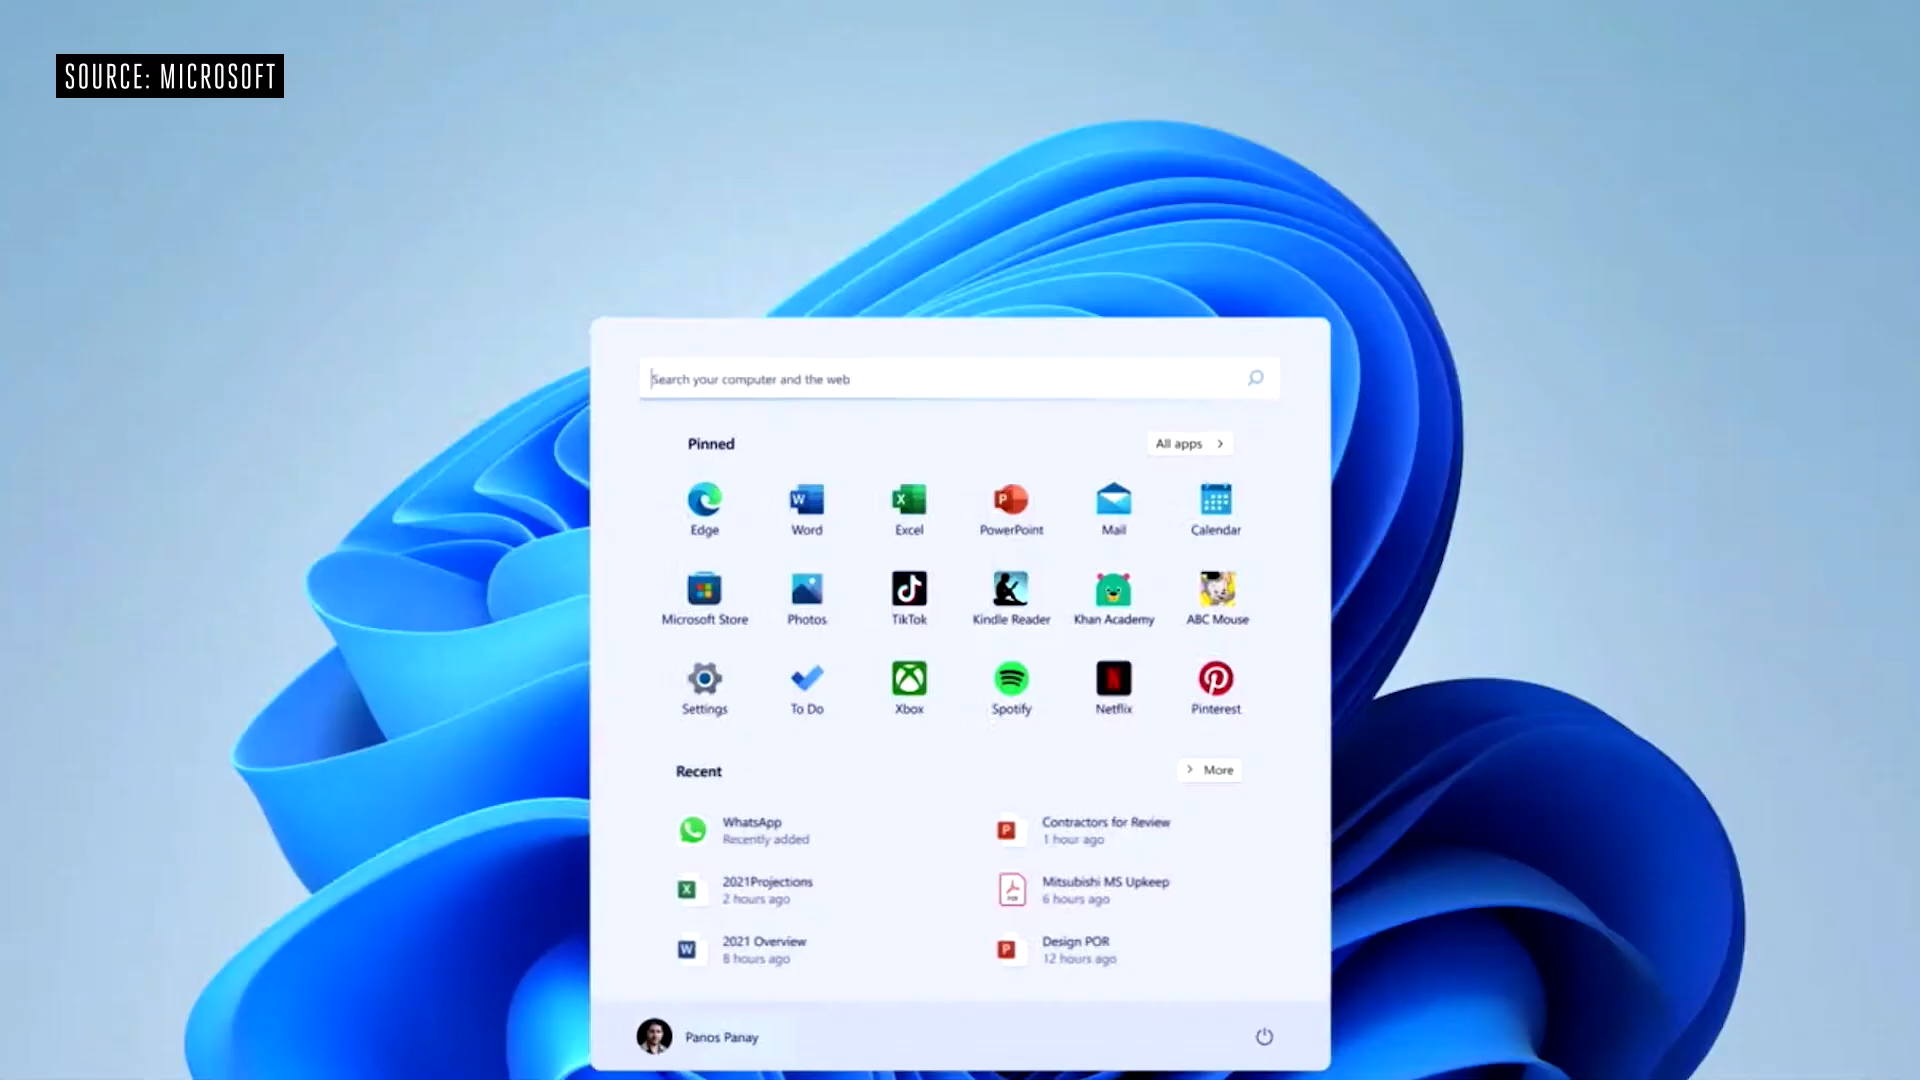 SOURCE: MICROSOFT
Search your computer and the web
Pinned
All apps
Edge
Word
Excel
PowerPoint
Mail
Calendar
Microsoft Store
Photos
TikTok
Kindle Reader
Khan Academy
ABC Mouse
Settings
To Do
Xbox
Spotify
Netflix
Pinterest
Recent
More
WhatsApp
Recently added
Contractors for Review
1 hour ago
2021Projections
2 hours ago
Mitsubishi MS Upkeep
6 hours ago
2021 Overview
8 hours ago
Design POR
12 hours ago
Panos Panay